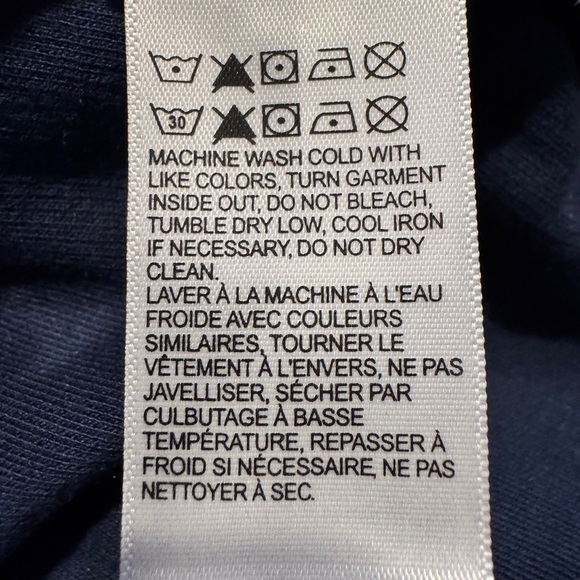 30
MACHINE WASH COLD WITH
LIKE COLORS, TURN GARMENT
INSIDE OUT, DO NOT BLEACH,
TUMBLE DRY LOW, COOL IRON
IF NECESSARY, DO NOT DRY
CLEAN.
LAVER À LA MACHINE À L'EAU
FROIDE AVEC COULEURS
SIMILAIRES, TOURNER LE
VÊTEMENT À L'ENVERS, NE PAS
JAVELLISER, SÉCHER PAR
CULBUTAGE À BASSE
TEMPÉRATURE, REPASSER À
FROID SI NÉCESSAIRE, NE PAS
NETTOYER À SEC.